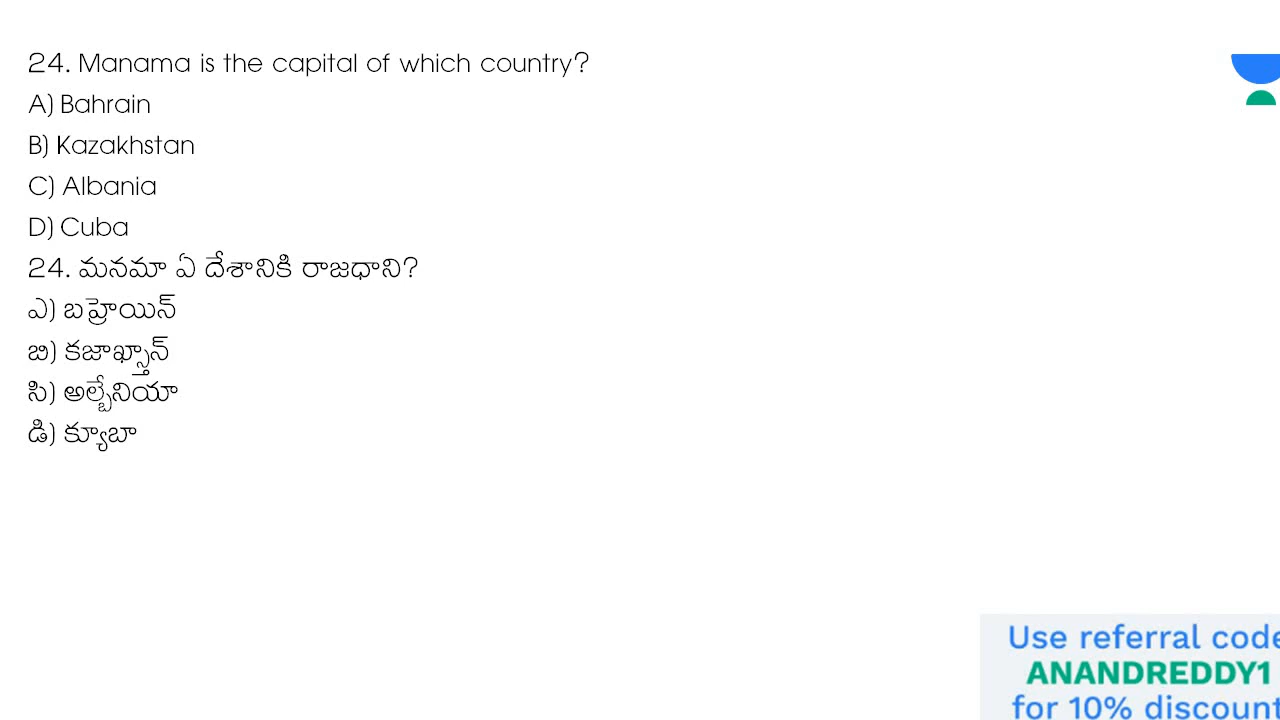 24. Manama is the capital of which country?
A) Bahrain
B) Kazakhstan
C) Albania
D) Cuba
24. మనమా ఏ దేశానికి రాజధాని?
ఎ) బహ్రెయిన్
బి) కజాఖ్స్తాన్
సి) అల్బేనియా
డి) క్యూబా
Use referral code
ANANDREDDY1
for 10% discount